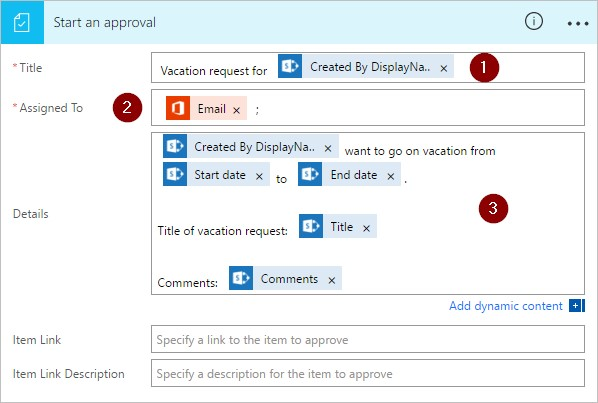 Start an approval
* Title
Vacation request for Created By DisplayNa.. ×
1
* Assigned To
2
Email × ;
Created By DisplayNa.. × want to go on vacation from
Start date × to End date × .
Details
3
Title of vacation request: Title ×
Comments: Comments ×
Add dynamic content
Item Link
Specify a link to the item to approve
Item Link Description
Specify a description for the item to approve